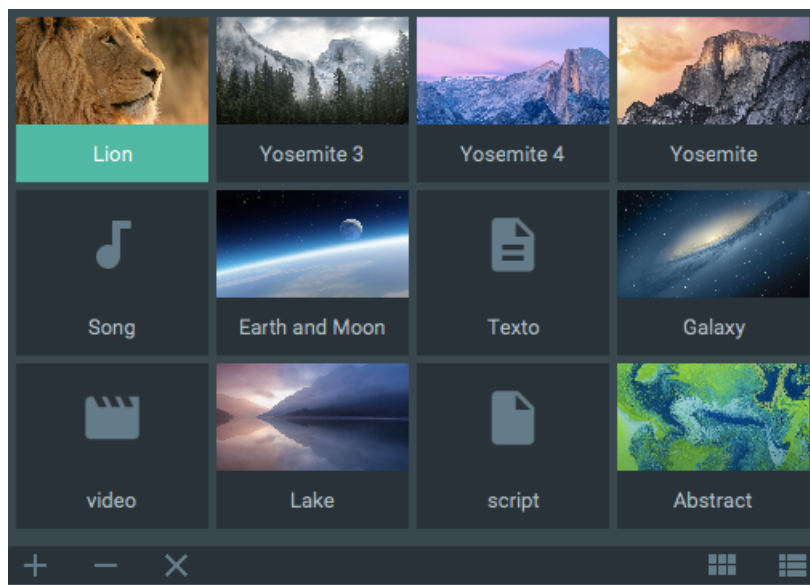 Lion
Yosemite 3
Yosemite 4
Yosemite
Song
Earth and Moon
Texto
Galaxy
video
Lake
script
Abstract